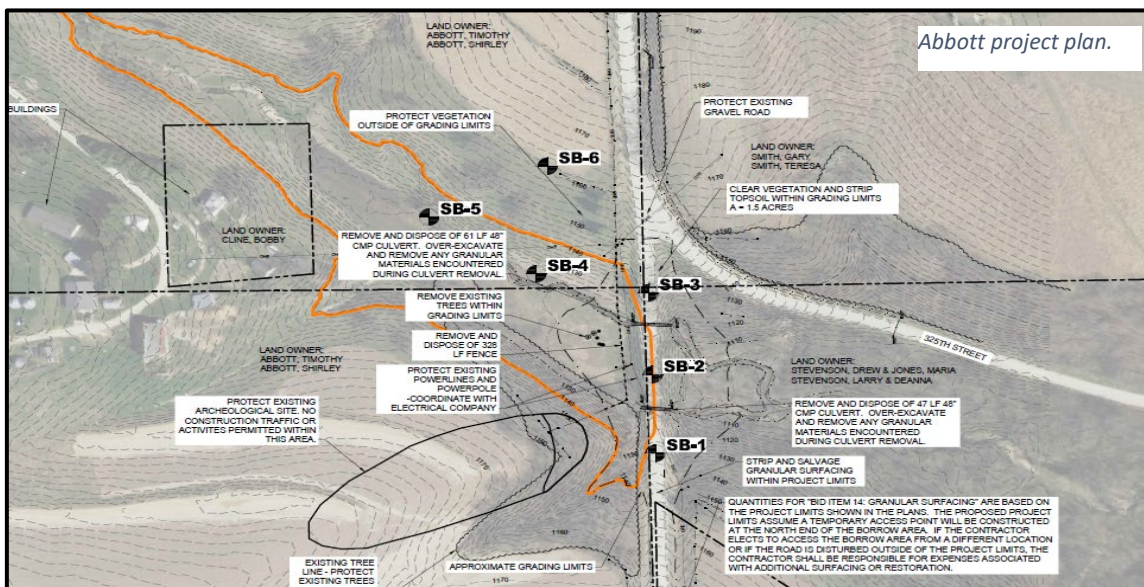 Abbott project plan.
LAND OWNER:
ABBOTT, TIMOTHY
ABBOTT, SHIRLEY
BUILDINGS
PROTECT VEGETATION
OUTSIDE OF GRADING LIMITS
PROTECT EXISTING
GRAVEL ROAD
LAND OWNER:
SMITH, GARY
SMITH, TERESA
CLEAR VEGETATION AND STRIP
TOPSOIL WITHIN GRADING LIMITS
A = 1.5 ACRES
SB-6
SB-5
LAND OWNER:
CLINE, BOBBY
REMOVE AND DISPOSE OF 61 LF 48"
CMP CULVERT. OVER-EXCAVATE
AND REMOVE ANY GRANULAR
MATERIALS ENCOUNTERED
DURING CULVERT REMOVAL.
SB-4
SB-3
REMOVE EXISTING
TREES WITHIN
GRADING LIMITS
REMOVE AND
DISPOSE OF 328
LF FENCE
325TH STREET
LAND OWNER:
ABBOTT, TIMOTHY
ABBOTT, SHIRLEY
PROTECT EXISTING
POWERLINES AND
POWERPOLE
-COORDINATE WITH
ELECTRICAL COMPANY
SB-2
LAND OWNER:
STEVENSON, DREW & JONES, MARIA
STEVENSON, LARRY & DEANNA
PROTECT EXISTING
ARCHEOLOGICAL SITE. NO
CONSTRUCTION TRAFFIC OR
ACTIVITES PERMITTED WITHIN
THIS AREA.
REMOVE AND DISPOSE OF 47 LF 48"
CMP CULVERT. OVER-EXCAVATE
AND REMOVE ANY GRANULAR
MATERIALS ENCOUNTERED
DURING CULVERT REMOVAL.
SB-1
STRIP AND SALVAGE
GRANULAR SURFACING
WITHIN PROJECT LIMITS
QUANTITIES FOR "BID ITEM 14: GRANULAR SURFACING" ARE BASED ON
THE PROJECT LIMITS SHOWN IN THE PLANS. THE PROPOSED PROJECT
LIMITS ASSUME A TEMPORARY ACCESS POINT WILL BE CONSTRUCTED
AT THE NORTH END OF THE BORROW AREA. IF THE CONTRACTOR
ELECTS TO ACCESS THE BORROW AREA FROM A DIFFERENT LOCATION
OR IF THE ROAD IS DISTURBED OUTSIDE OF THE PROJECT LIMITS, THE
CONTRACTOR SHALL BE RESPONSIBLE FOR EXPENSES ASSOCIATED
WITH ADDITIONAL SURFACING OR RESTORATION.
EXISTING TREE
LINE - PROTECT
EXISTING TREES
APPROXIMATE GRADING LIMITS